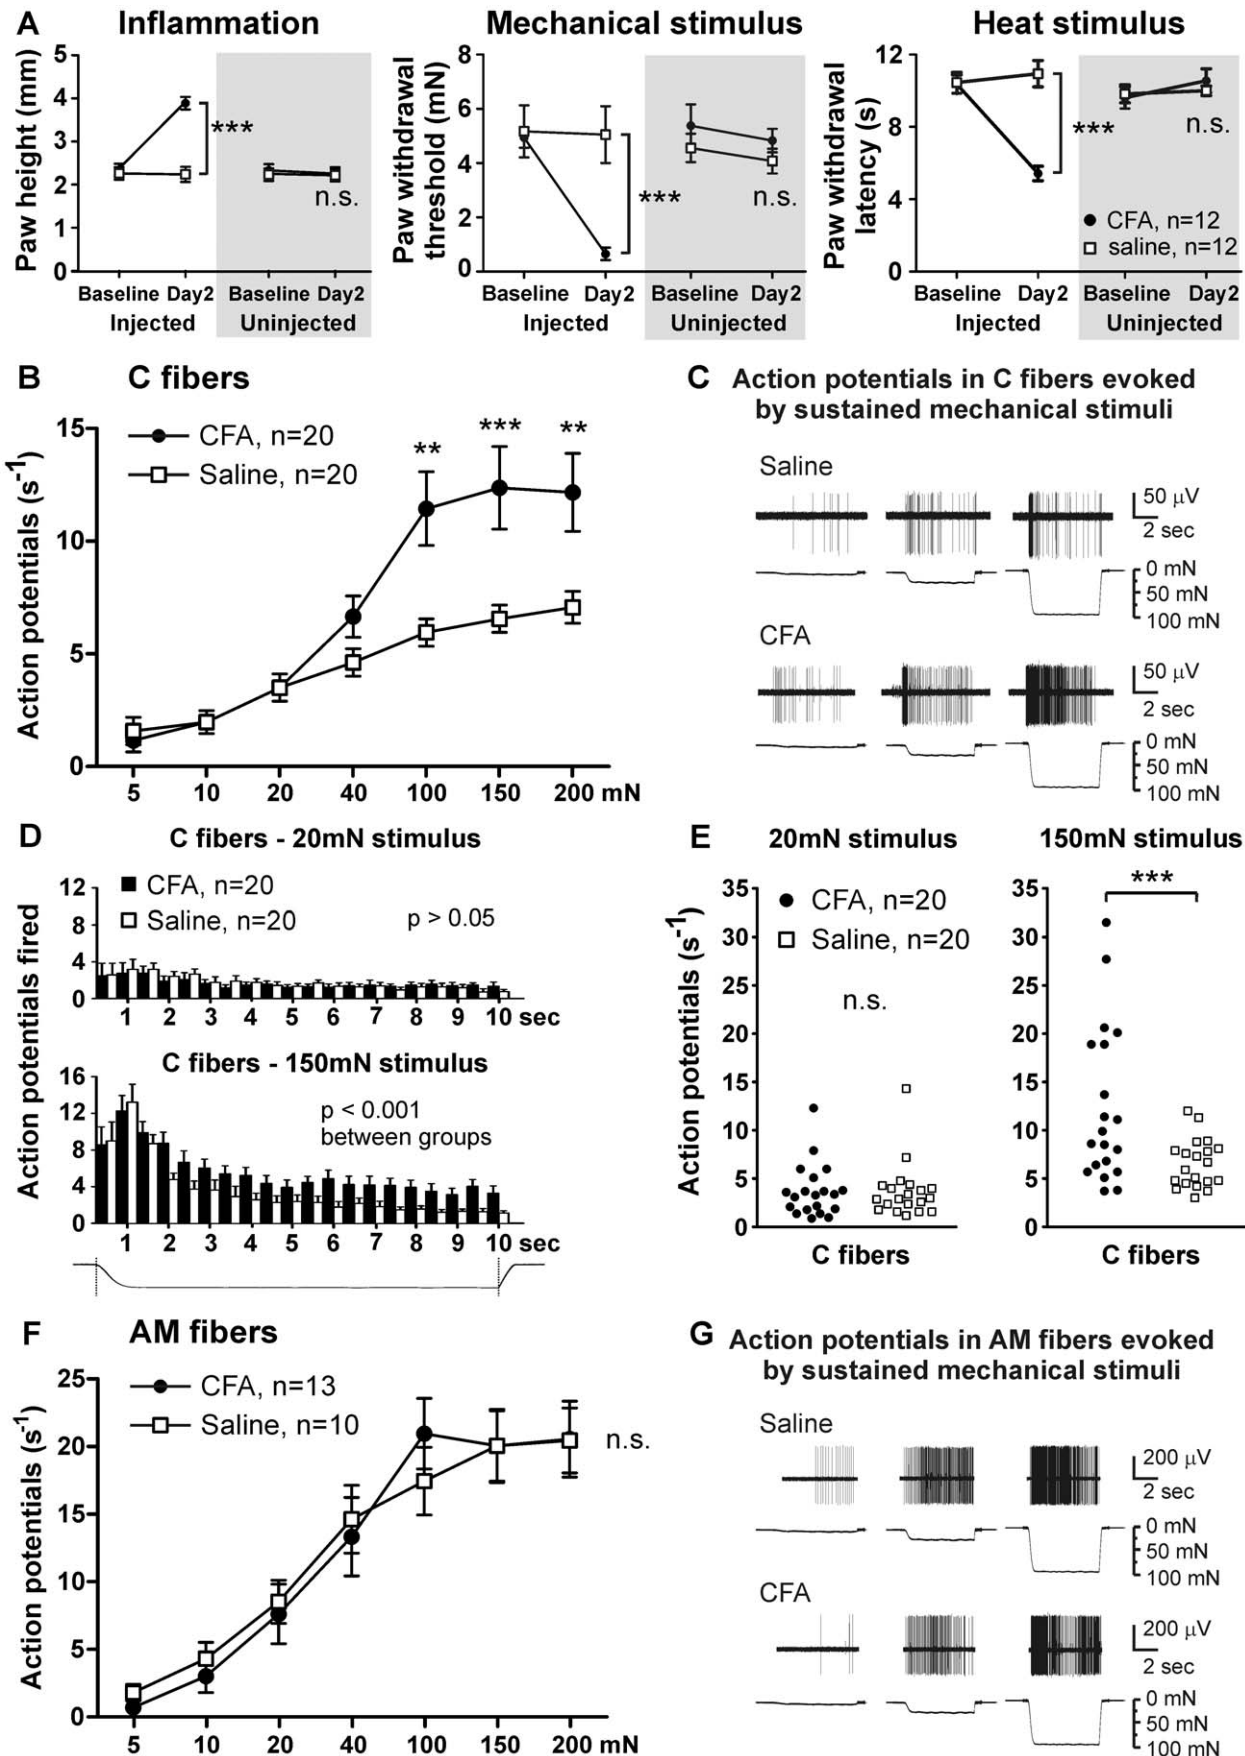 A
Inflammation
Mechanical stimulus
Heat stimulus
Paw height (mm)
5
4
3
2
1
0
***
n.s.
Baseline Day2 Baseline Day2
Injected Uninjected
Paw withdrawal
threshold (mN)
8
6
4
2
0
***
n.s.
Baseline Day2 Baseline Day2
Injected Uninjected
Paw withdrawal
latency (s)
12
8
4
0
***
n.s.
CFA, n=12
saline, n=12
Baseline Day2 Baseline Day2
Injected Uninjected
B
C fibers
Action potentials (s-1)
15
10
5
0
CFA, n=20
Saline, n=20
** *** **
5 10 20 40 100 150 200 mN
C
Action potentials in C fibers evoked
by sustained mechanical stimuli
Saline
50 µV
2 sec
0 mN
50 mN
100 mN
CFA
50 µV
2 sec
0 mN
50 mN
100 mN
D
C fibers - 20mN stimulus
Action potentials fired
12
8
4
0
CFA, n=20
Saline, n=20
p > 0.05
1 2 3 4 5 6 7 8 9 10 sec
C fibers - 150mN stimulus
16
12
8
4
0
p < 0.001
between groups
1 2 3 4 5 6 7 8 9 10 sec
E
20mN stimulus
150mN stimulus
Action potentials (s-1)
35
30
25
20
15
10
5
0
CFA, n=20
Saline, n=20
n.s.
C fibers
35
30
25
20
15
10
5
0
***
C fibers
F
AM fibers
Action potentials (s-1)
25
20
15
10
5
0
CFA, n=13
Saline, n=10
n.s.
5 10 20 40 100 150 200 mN
G
Action potentials in AM fibers evoked
by sustained mechanical stimuli
Saline
200 µV
2 sec
0 mN
50 mN
100 mN
CFA
200 µV
2 sec
0 mN
50 mN
100 mN